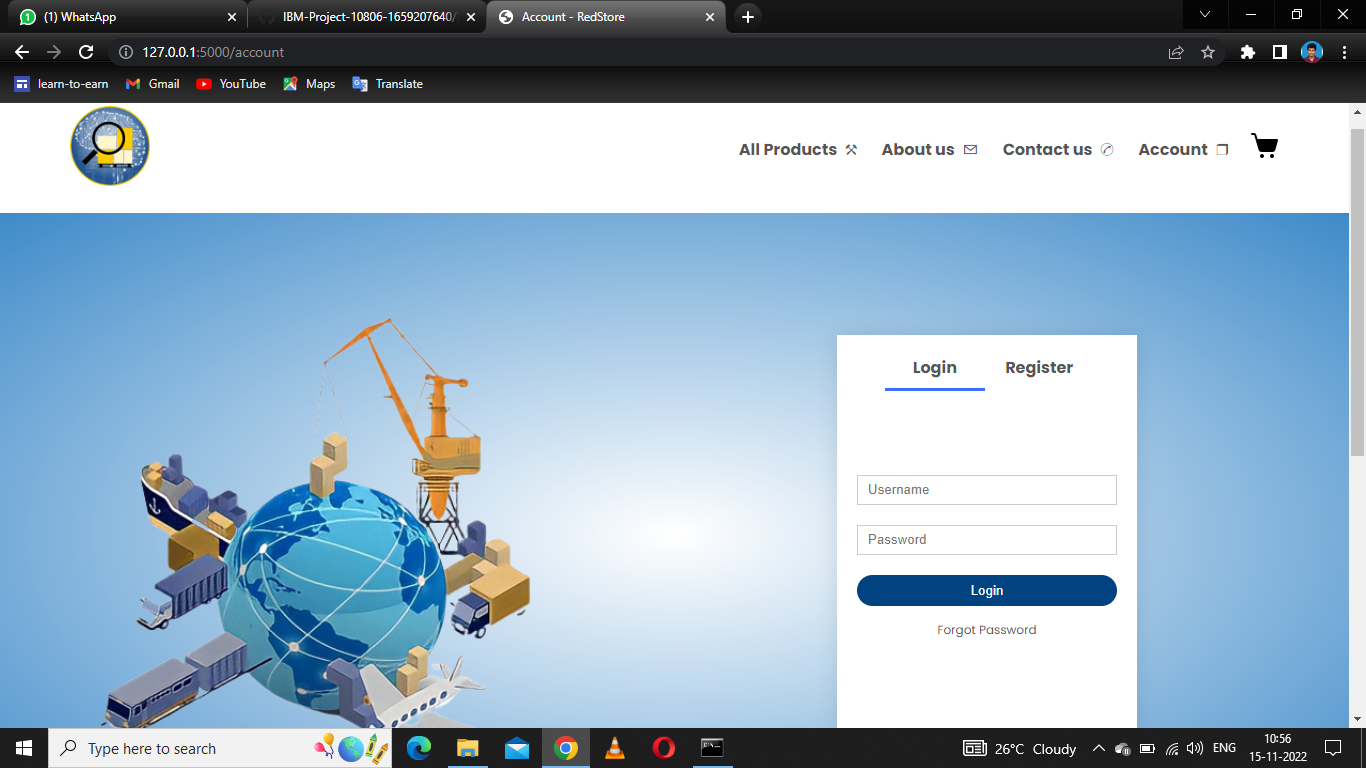 (1) WhatsApp
IBM-Project-10806-1659207640/
Account - RedStore
127.0.0.1:5000/account
learn-to-earn
Gmail
YouTube
Maps
Translate
All Products
About us
Contact us
Account
Login
Register
Username
Password
Login
Forgot Password
Type here to search
26°C Cloudy
ENG
10:56
15-11-2022